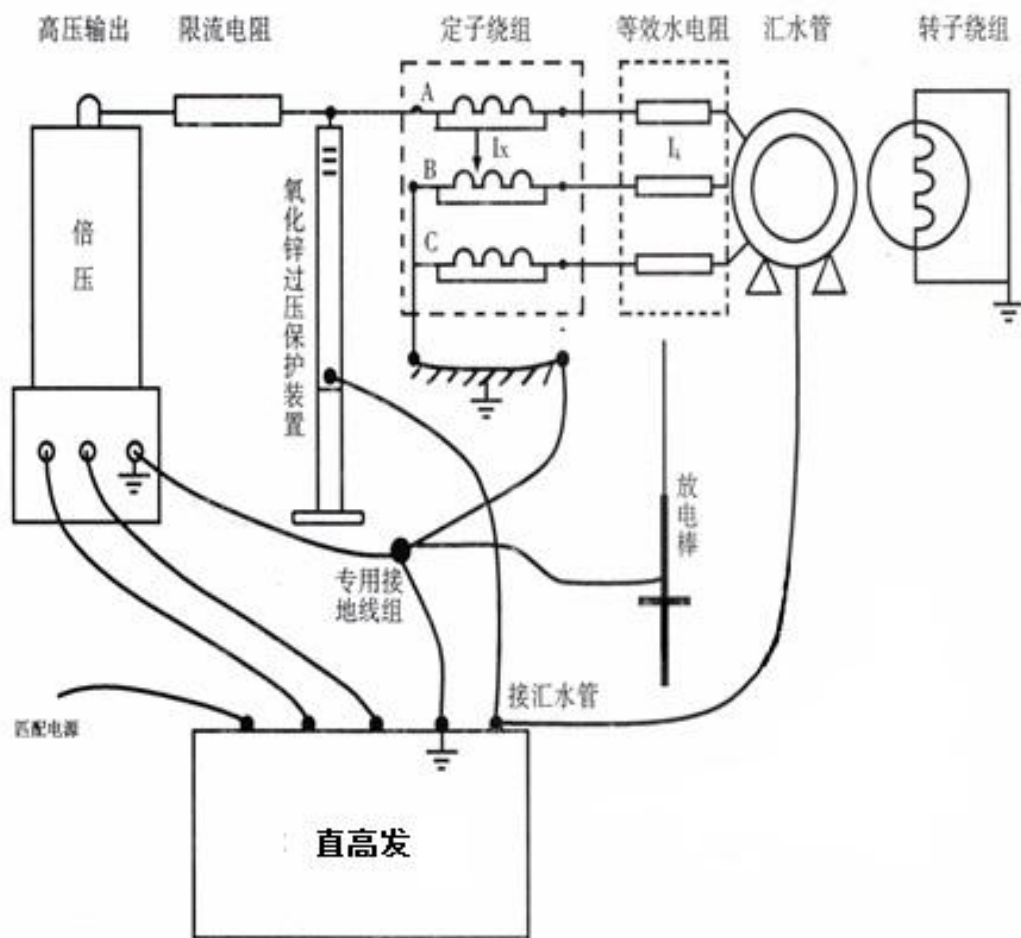 高压输出 限流电阻 定子绕组 等效水电阻 汇水管 转子绕组
A
Ix
I₁
B
C
倍压
氧化锌过压保护装置
放电棒
专用接
地线组
接汇水管
匹配电源
直高发